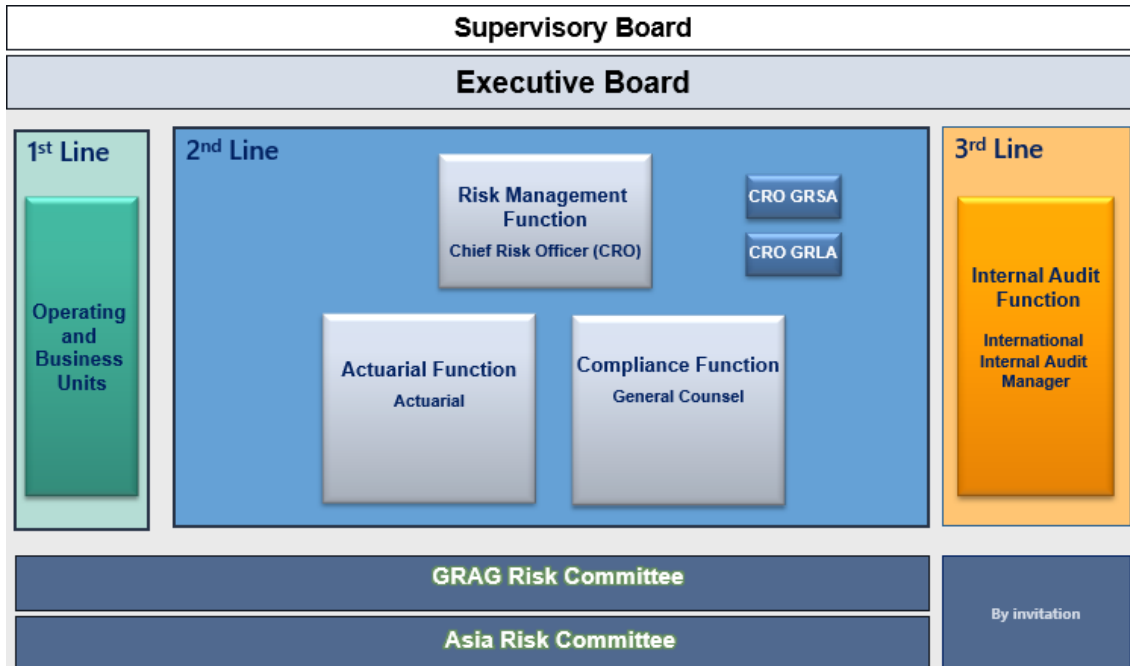 Supervisory Board
Executive Board
1st Line
Operating
and
Business
Units
2nd Line
Risk Management
Function
Chief Risk Officer (CRO)
CRO GRSA
CRO GRLA
Actuarial Function
Actuarial
Compliance Function
General Counsel
3rd Line
Internal Audit
Function
International
Internal Audit
Manager
GRAG Risk Committee
Asia Risk Committee
By invitation